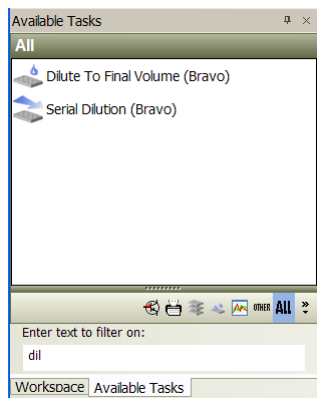 Available Tasks
All
Dilute To Final Volume (Bravo)
Serial Dilution (Bravo)
OTHER All
Enter text to filter on:
dil
Workspace Available Tasks